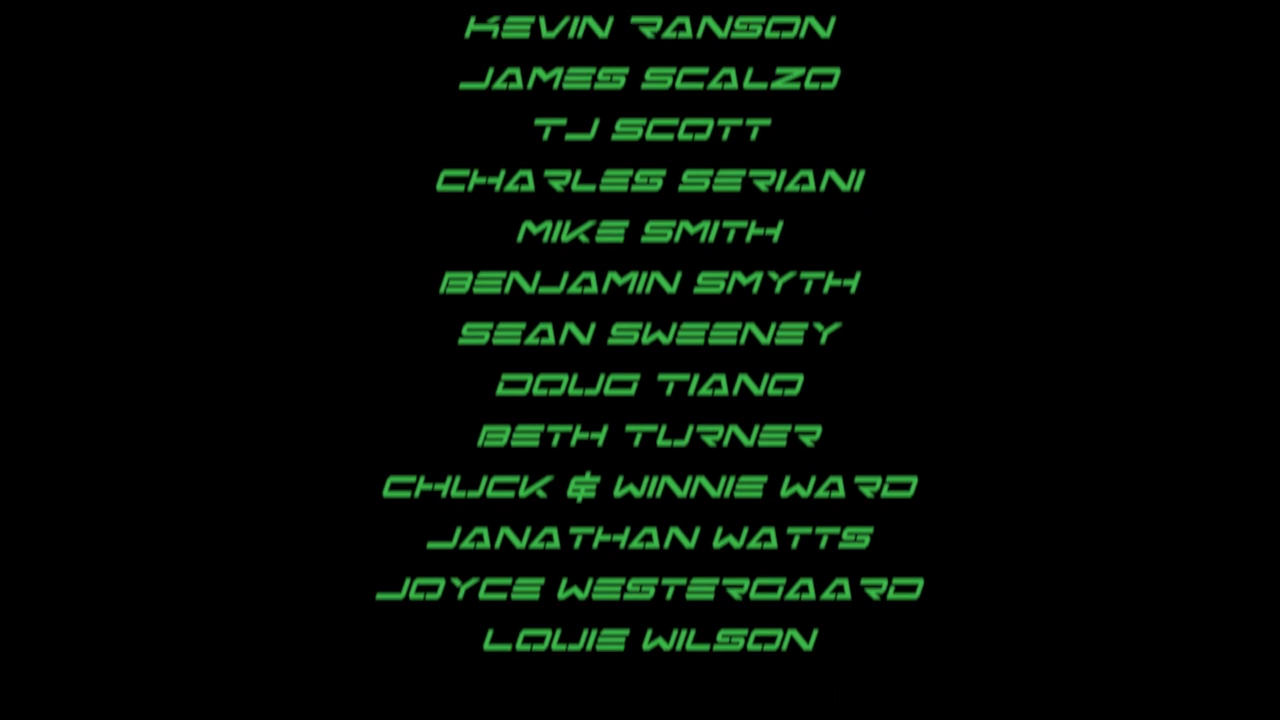 KEVIN RANSON
JAMES SCALZO
TJ SCOTT
CHARLES SERIANI
MIKE SMITH
BENJAMIN SMYTH
SEAN SWEENEY
DOUG TIANO
BETH TURNER
CHUCK & WINNIE WARD
JANATHAN WATTS
JOYCE WESTERGAARD
LOUIE WILSON